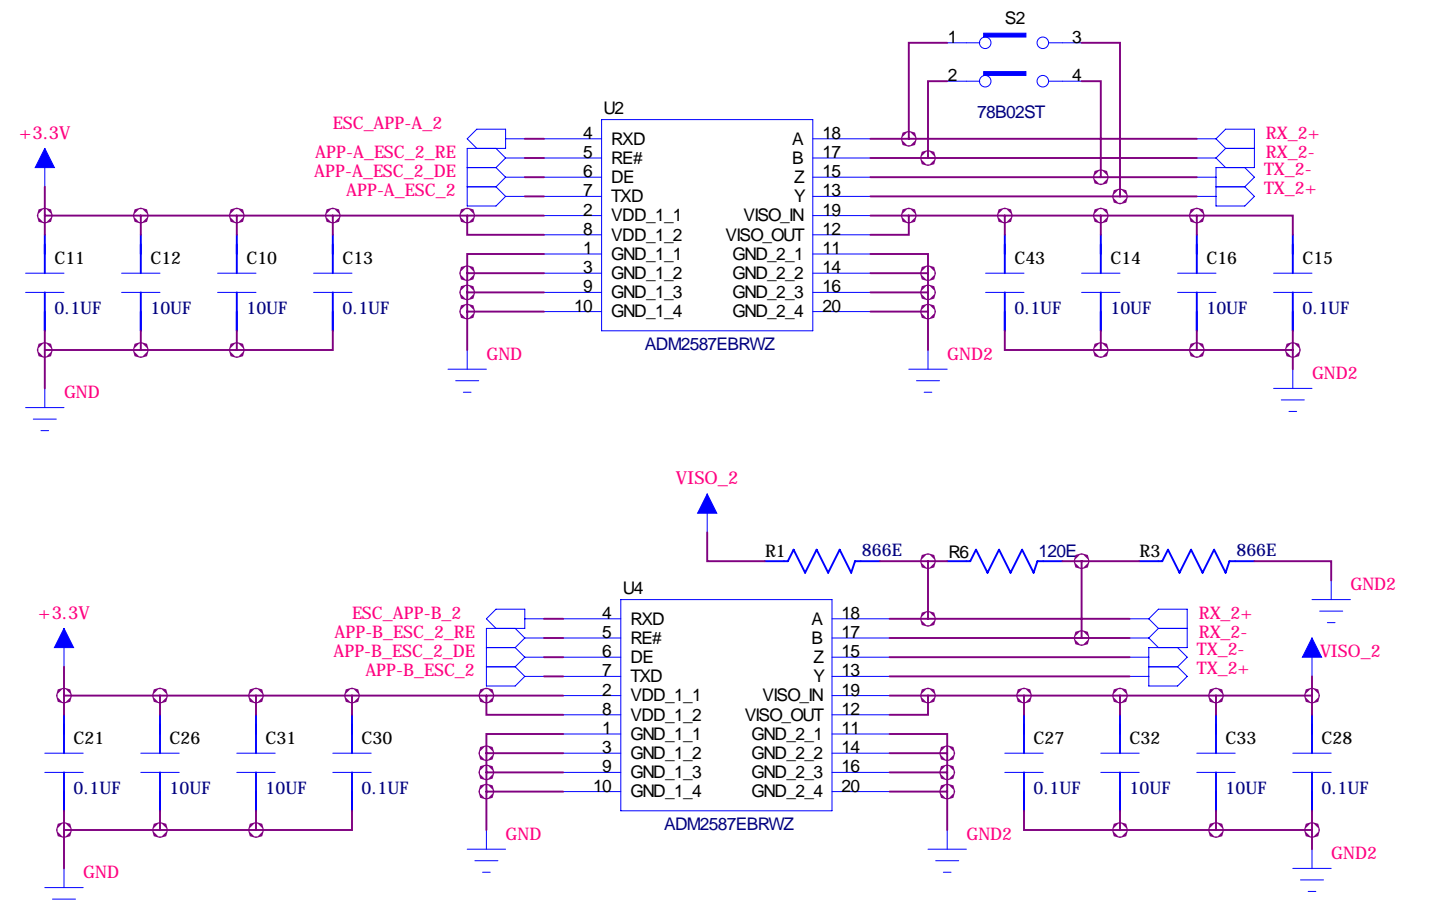 S2
1 3
2 4
78B02ST
U2
+3.3V
ESC_APP-A_2 4 RXD A 18 RX_2+
APP-A_ESC_2_RE 5 RE# B 17 RX_2-
APP-A_ESC_2_DE 6 DE Z 15 TX_2-
APP-A_ESC_2 7 TXD Y 13 TX_2+
2 VDD_1_1 VISO_IN 19
8 VDD_1_2 VISO_OUT 12
1 GND_1_1 GND_2_1 11
3 GND_1_2 GND_2_2 14
9 GND_1_3 GND_2_3 16
10 GND_1_4 GND_2_4 20
C11 C12 C10 C13 C43 C14 C16 C15
0.1UF 10UF 10UF 0.1UF 0.1UF 10UF 10UF 0.1UF
ADM2587EBRWZ
GND GND2
GND GND2
VISO_2
R1 866E R6 120E R3 866E
GND2
U4
+3.3V
ESC_APP-B_2 4 RXD A 18 RX_2+
APP-B_ESC_2_RE 5 RE# B 17 RX_2-
APP-B_ESC_2_DE 6 DE Z 15 TX_2-
VISO_2
APP-B_ESC_2 7 TXD Y 13 TX_2+
2 VDD_1_1 VISO_IN 19
8 VDD_1_2 VISO_OUT 12
1 GND_1_1 GND_2_1 11
3 GND_1_2 GND_2_2 14
9 GND_1_3 GND_2_3 16
10 GND_1_4 GND_2_4 20
C21 C26 C31 C30 C27 C32 C33 C28
0.1UF 10UF 10UF 0.1UF 0.1UF 10UF 10UF 0.1UF
ADM2587EBRWZ
GND GND2
GND GND2